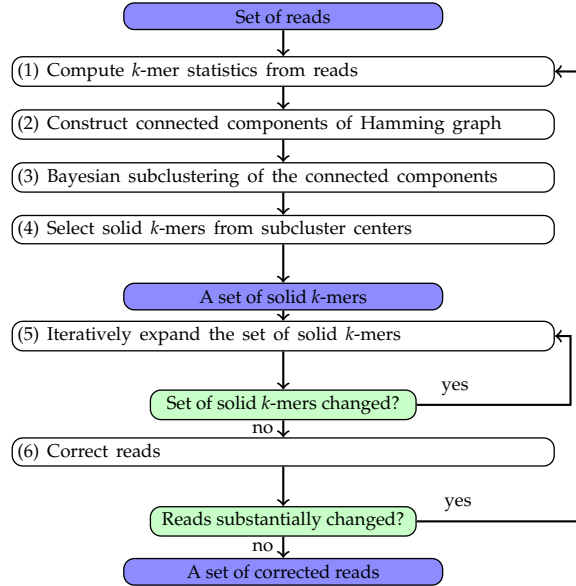 Set of reads
(1) Compute k-mer statistics from reads
(2) Construct connected components of Hamming graph
(3) Bayesian subclustering of the connected components
(4) Select solid k-mers from subcluster centers
A set of solid k-mers
(5) Iteratively expand the set of solid k-mers
yes
Set of solid k-mers changed?
no
(6) Correct reads
yes
Reads substantially changed?
no
A set of corrected reads